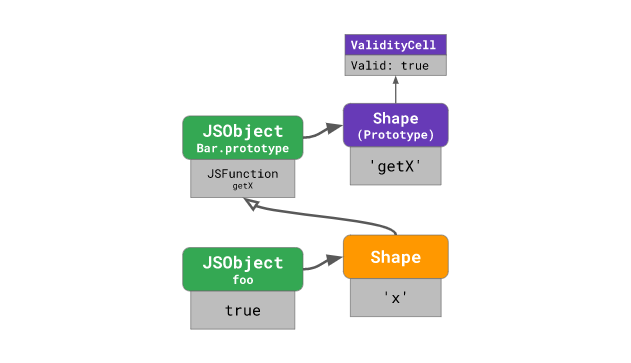 ValidityCell
Valid: true
JSObject
Bar.prototype
Shape
(Prototype)
JSFunction
getX
'getX'
JSObject
foo
Shape
true
'x'